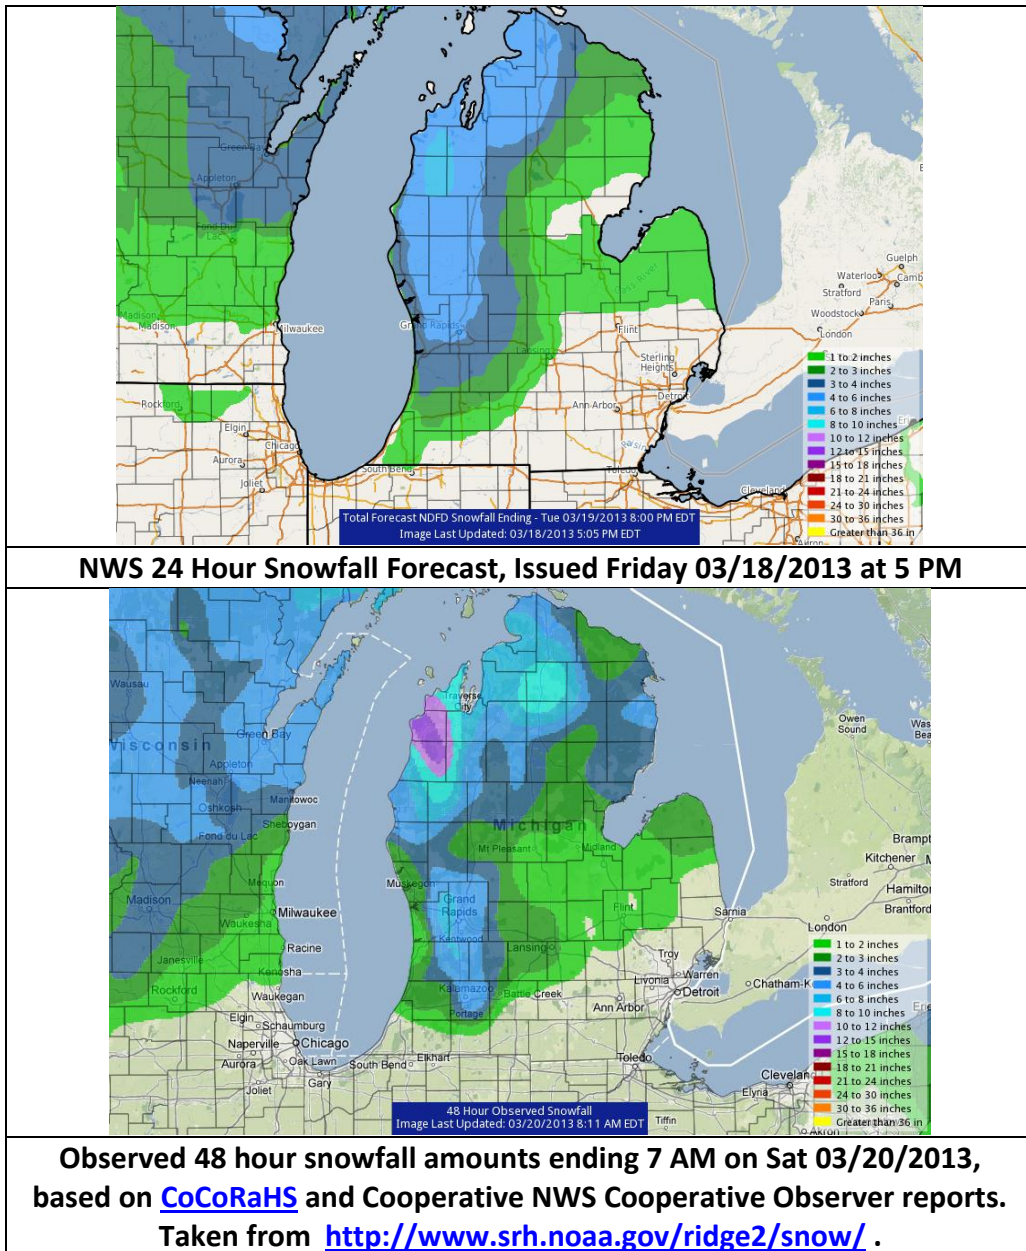 Green Bay
Appleton
Fond Du
Lac
Madison
Madison
Milwaukee
Grand Rapids
Lansing
Cass River
Flint
Sterling
Heights
Detroit
Ann Arbor
Rockford
Elgin
Chicago
Aurora
Joliet
South Bend
Toledo
Cleveland
Akron
Guelph
Waterloo
Camb
Stratford
Paris
Woodstock
London
Erie
1 to 2 inches
2 to 3 inches
3 to 4 inches
4 to 6 inches
6 to 8 inches
8 to 10 inches
10 to 12 inches
12 to 15 inches
15 to 18 inches
18 to 21 inches
21 to 24 inches
24 to 30 inches
30 to 36 inches
Greater than 36 in
Total Forecast NDFD Snowfall Ending - Tue 03/19/2013 8:00 PM EDT
Image Last Updated: 03/18/2013 5:05 PM EDT
NWS 24 Hour Snowfall Forecast, Issued Friday 03/18/2013 at 5 PM
Wausau
Wisconsin
Green Bay
Appleton
Neenah
Oshkosh
Manitowoc
Sheboygan
Fond du Lac
Madison
Mequon
Milwaukee
Waukesha
Racine
Janesville
Kenosha
Rockford
Waukegan
Elgin
Schaumburg
Naperville
Chicago
Aurora
Oak Lawn
Joliet
Gary
South Bend
Elkhart
Traverse
City
Michigan
Mt Pleasant
Midland
Muskegon
Grand
Rapids
Kentwood
Lansing
Flint
Kalamazoo
Battle Creek
Portage
Troy
Livonia
Warren
Detroit
Ann Arbor
Toledo
Tiffin
Cleveland
Elyria
Akron
Sarnia
London
Chatham-K
Owen
Sound
Was
Bea
Brampt
Kitchener
Stratford
Hamilton
Brantford
1 to 2 inches
2 to 3 inches
3 to 4 inches
4 to 6 inches
6 to 8 inches
8 to 10 inches
10 to 12 inches
12 to 15 inches
15 to 18 inches
18 to 21 inches
21 to 24 inches
24 to 30 inches
30 to 36 inches
Greater than 36 in
48 Hour Observed Snowfall
Image Last Updated: 03/20/2013 8:11 AM EDT
Observed 48 hour snowfall amounts ending 7 AM on Sat 03/20/2013,
based on CoCoRaHS and Cooperative NWS Cooperative Observer reports.
Taken from http://www.srh.noaa.gov/ridge2/snow/ .